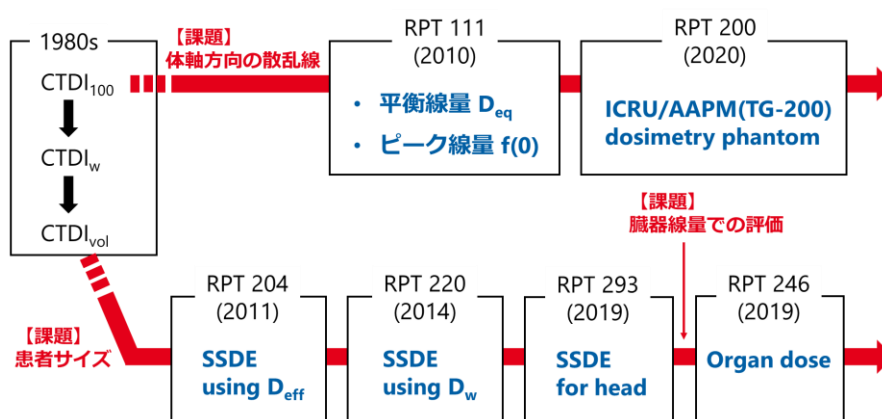 1980s
CTDI100
CTDIw
CTDIvol
【課題】
体軸方向の散乱線
RPT 111
(2010)
• 平衡線量 Deq
• ピーク線量 f(0)
RPT 200
(2020)
ICRU/AAPM(TG-200)
dosimetry phantom
【課題】
患者サイズ
RPT 204
(2011)
SSDE
using Deff
RPT 220
(2014)
SSDE
using Dw
RPT 293
(2019)
SSDE
for head
【課題】
臓器線量での評価
RPT 246
(2019)
Organ dose